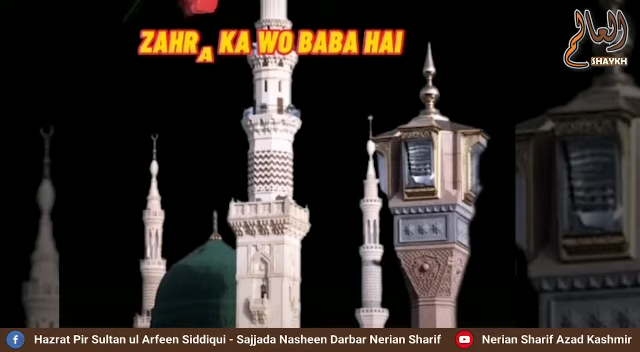 ZAHRA KA WO BABA HAI
العالم
SHAYKH
Hazrat Pir Sultan ul Arfeen Siddiqui - Sajjada Nasheen Darbar Nerian Sharif
Nerian Sharif Azad Kashmir